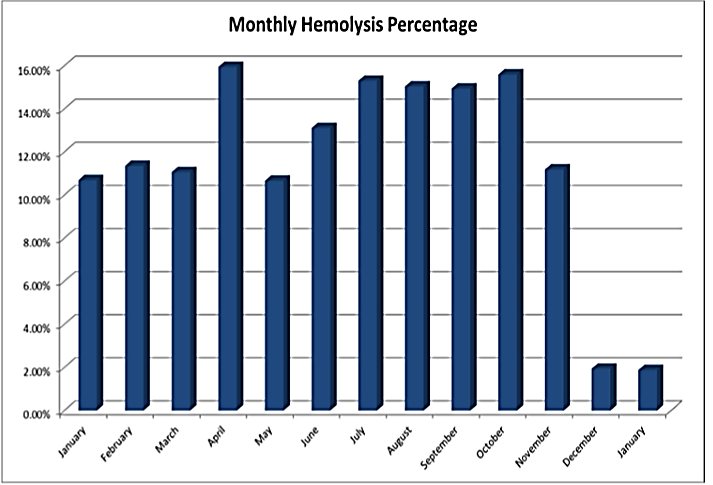 Monthly Hemolysis Percentage
16.00%
14.00%
12.00%
10.00%
8.00%
6.00%
4.00%
2.00%
0.00%
January
February
March
April
May
June
July
August
September
October
November
December
January